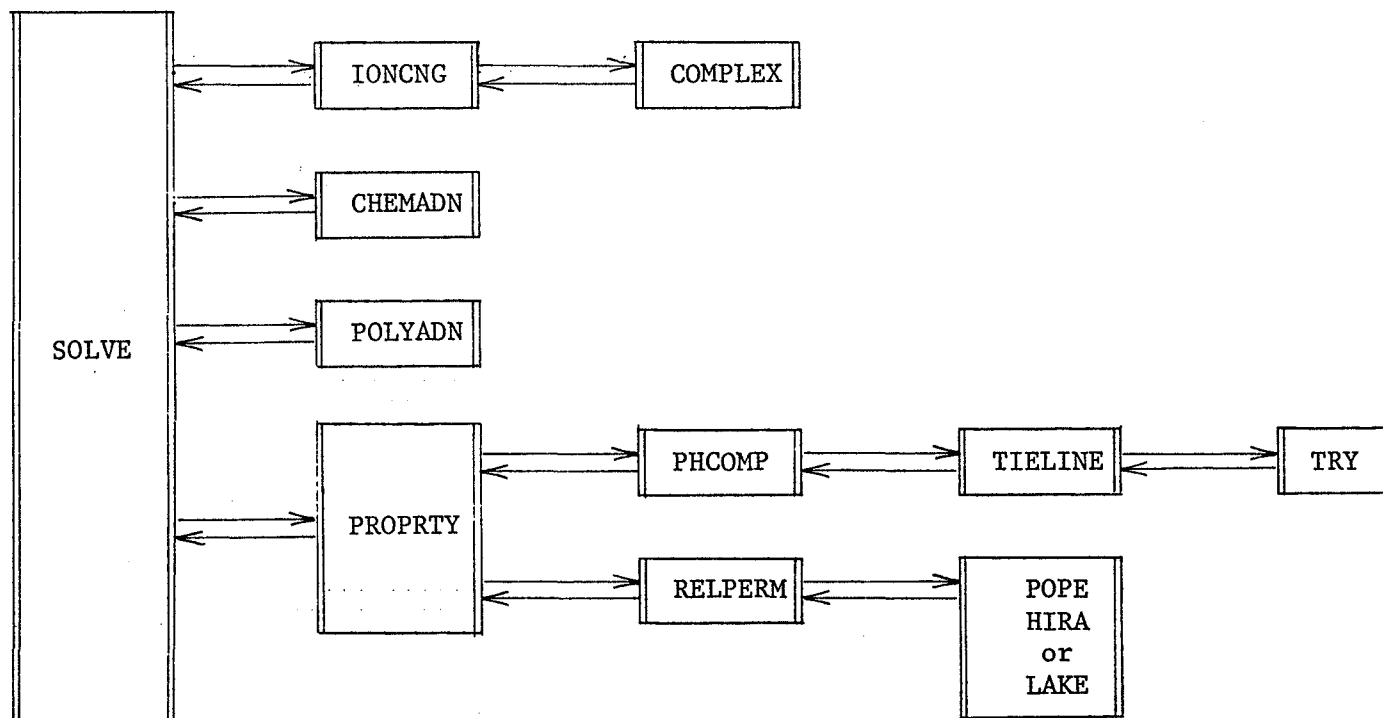 SOLVE
IONCNG
COMPLEX
CHEMADN
POLYADN
PROPRTY
PHCOMP
TIELINE
TRY
RELPERM
POPE
HIRA
or
LAKE